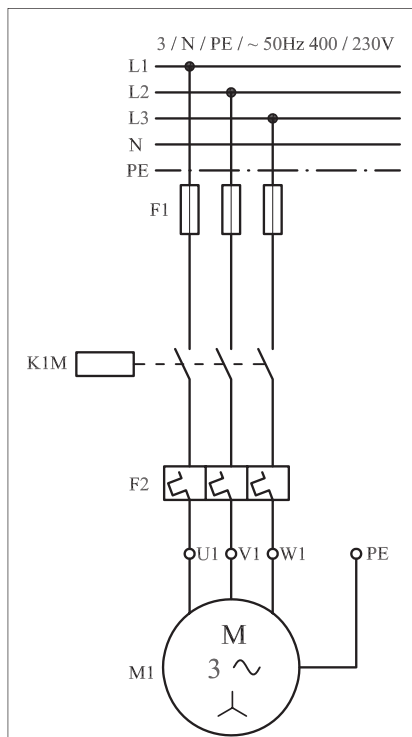 3 / N / PE / ~ 50Hz 400 / 230V
L1
L2
L3
N
PE
F1
K1M
F2
U1 V1 W1 PE
M
M1 3 ~